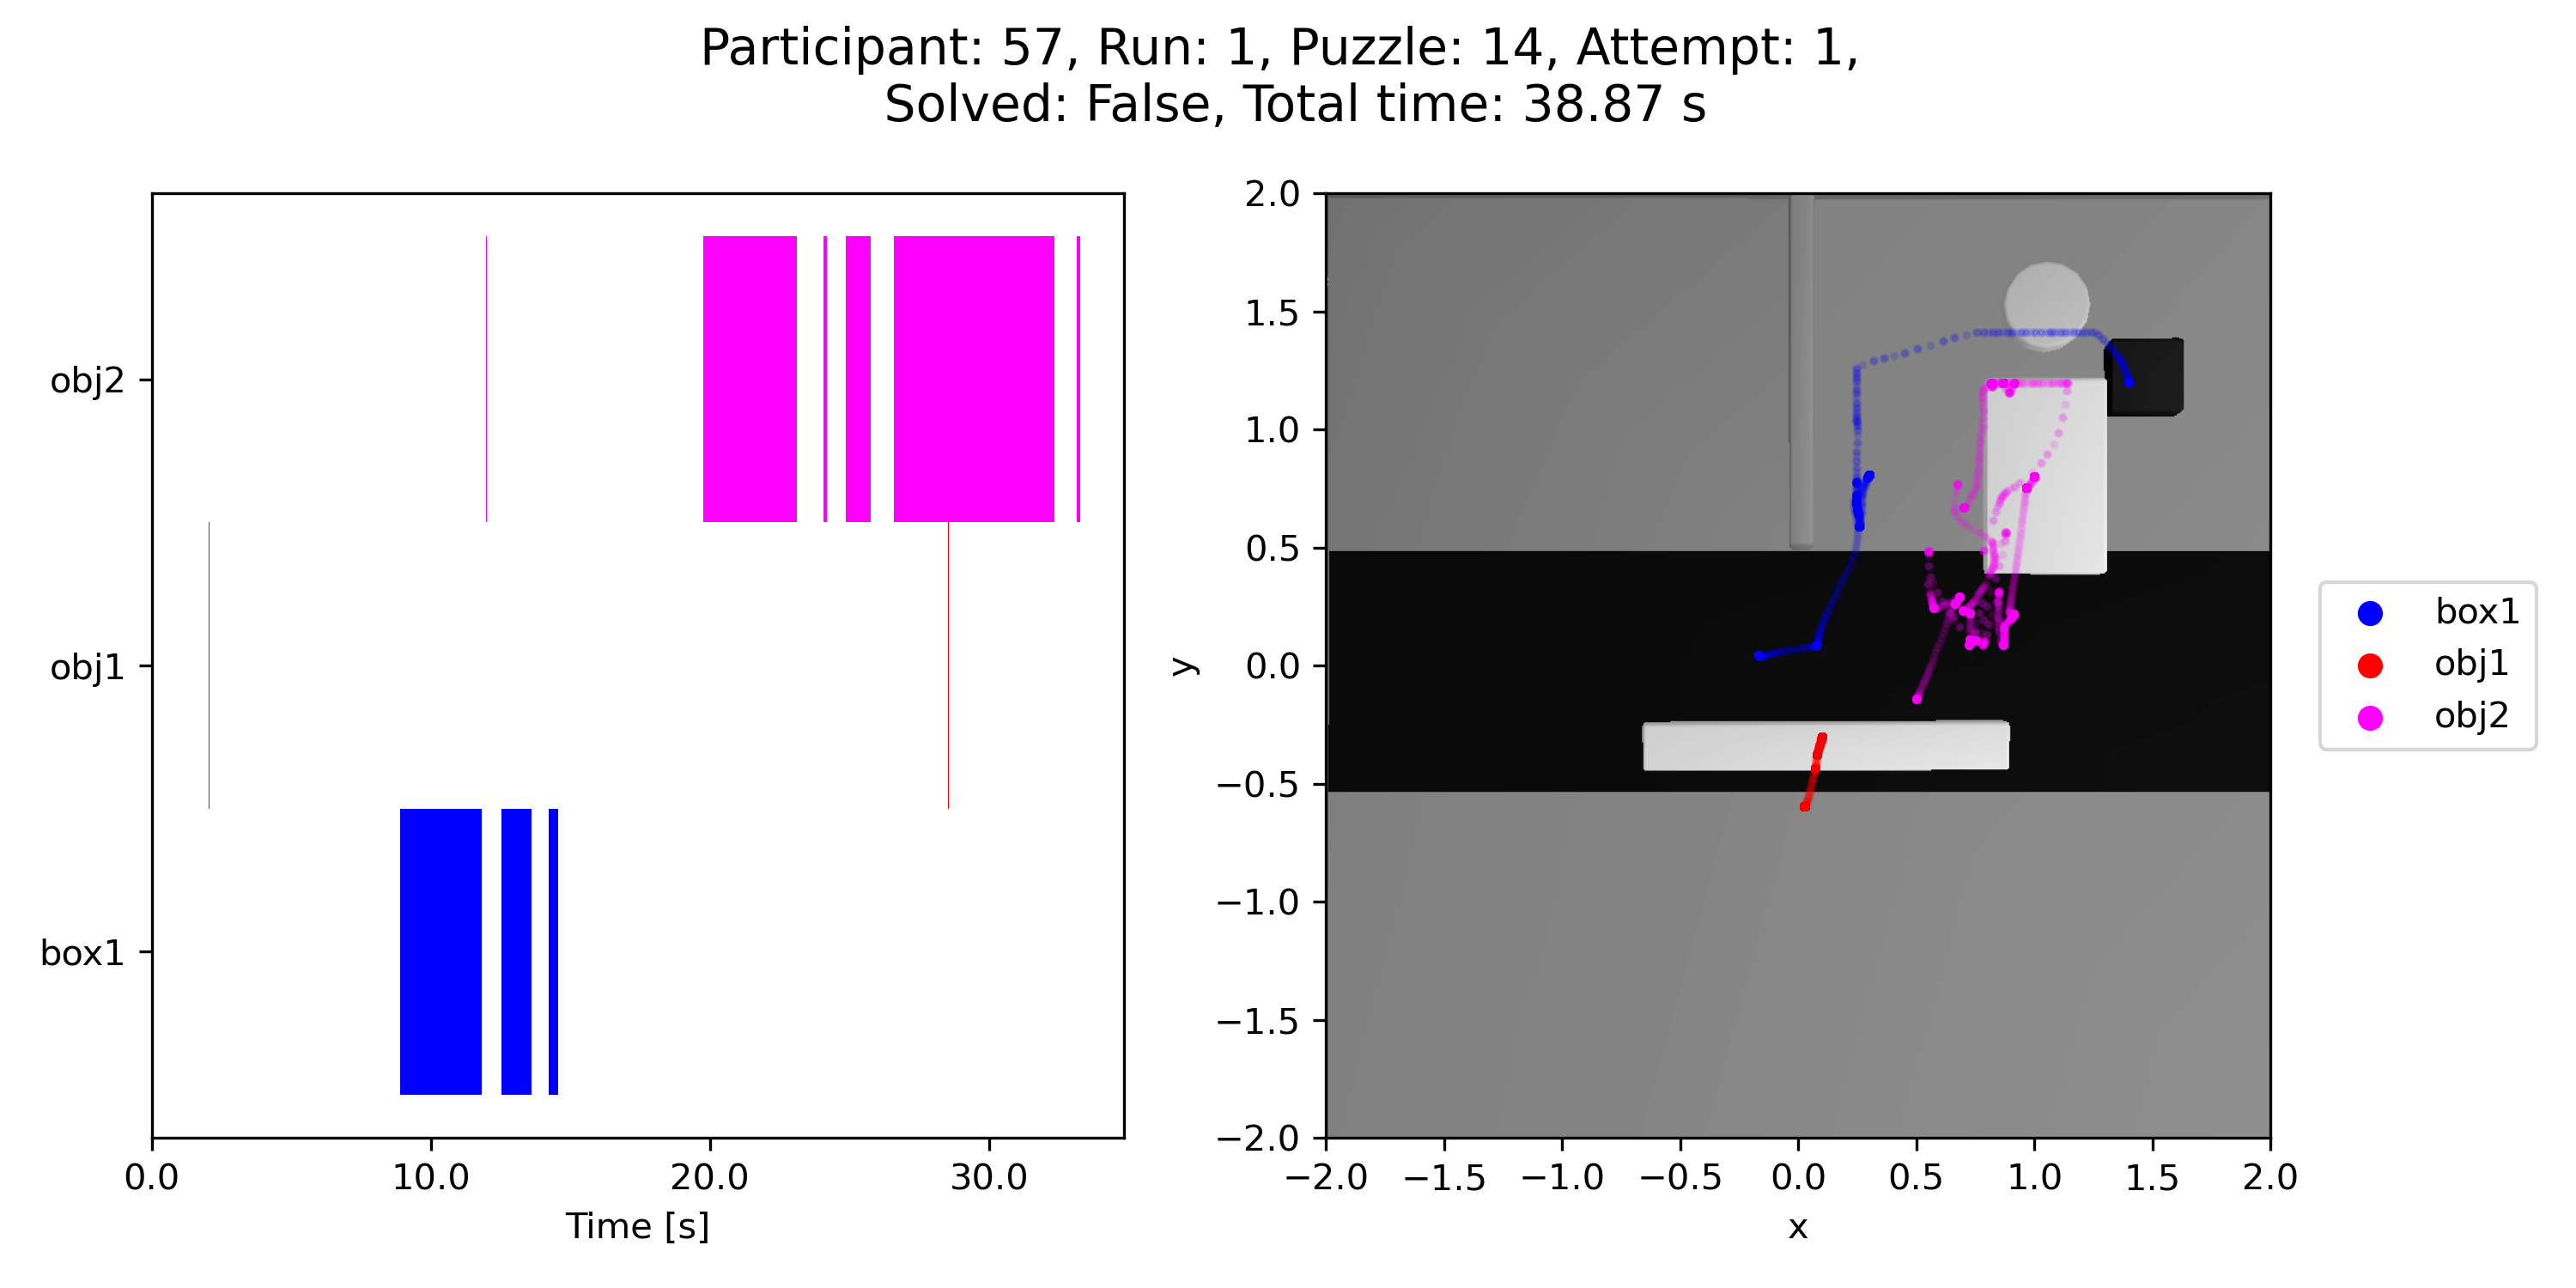 Participant: 57, Run: 1, Puzzle: 14, Attempt: 1,
Solved: False, Total time: 38.87 s
obj2
obj1
box1
0.0 10.0 20.0 30.0
Time [s]
2.0
1.5
1.0
0.5
0.0
−0.5
−1.0
−1.5
−2.0
y
−2.0 −1.5 −1.0 −0.5 0.0 0.5 1.0 1.5 2.0
x
box1
obj1
obj2